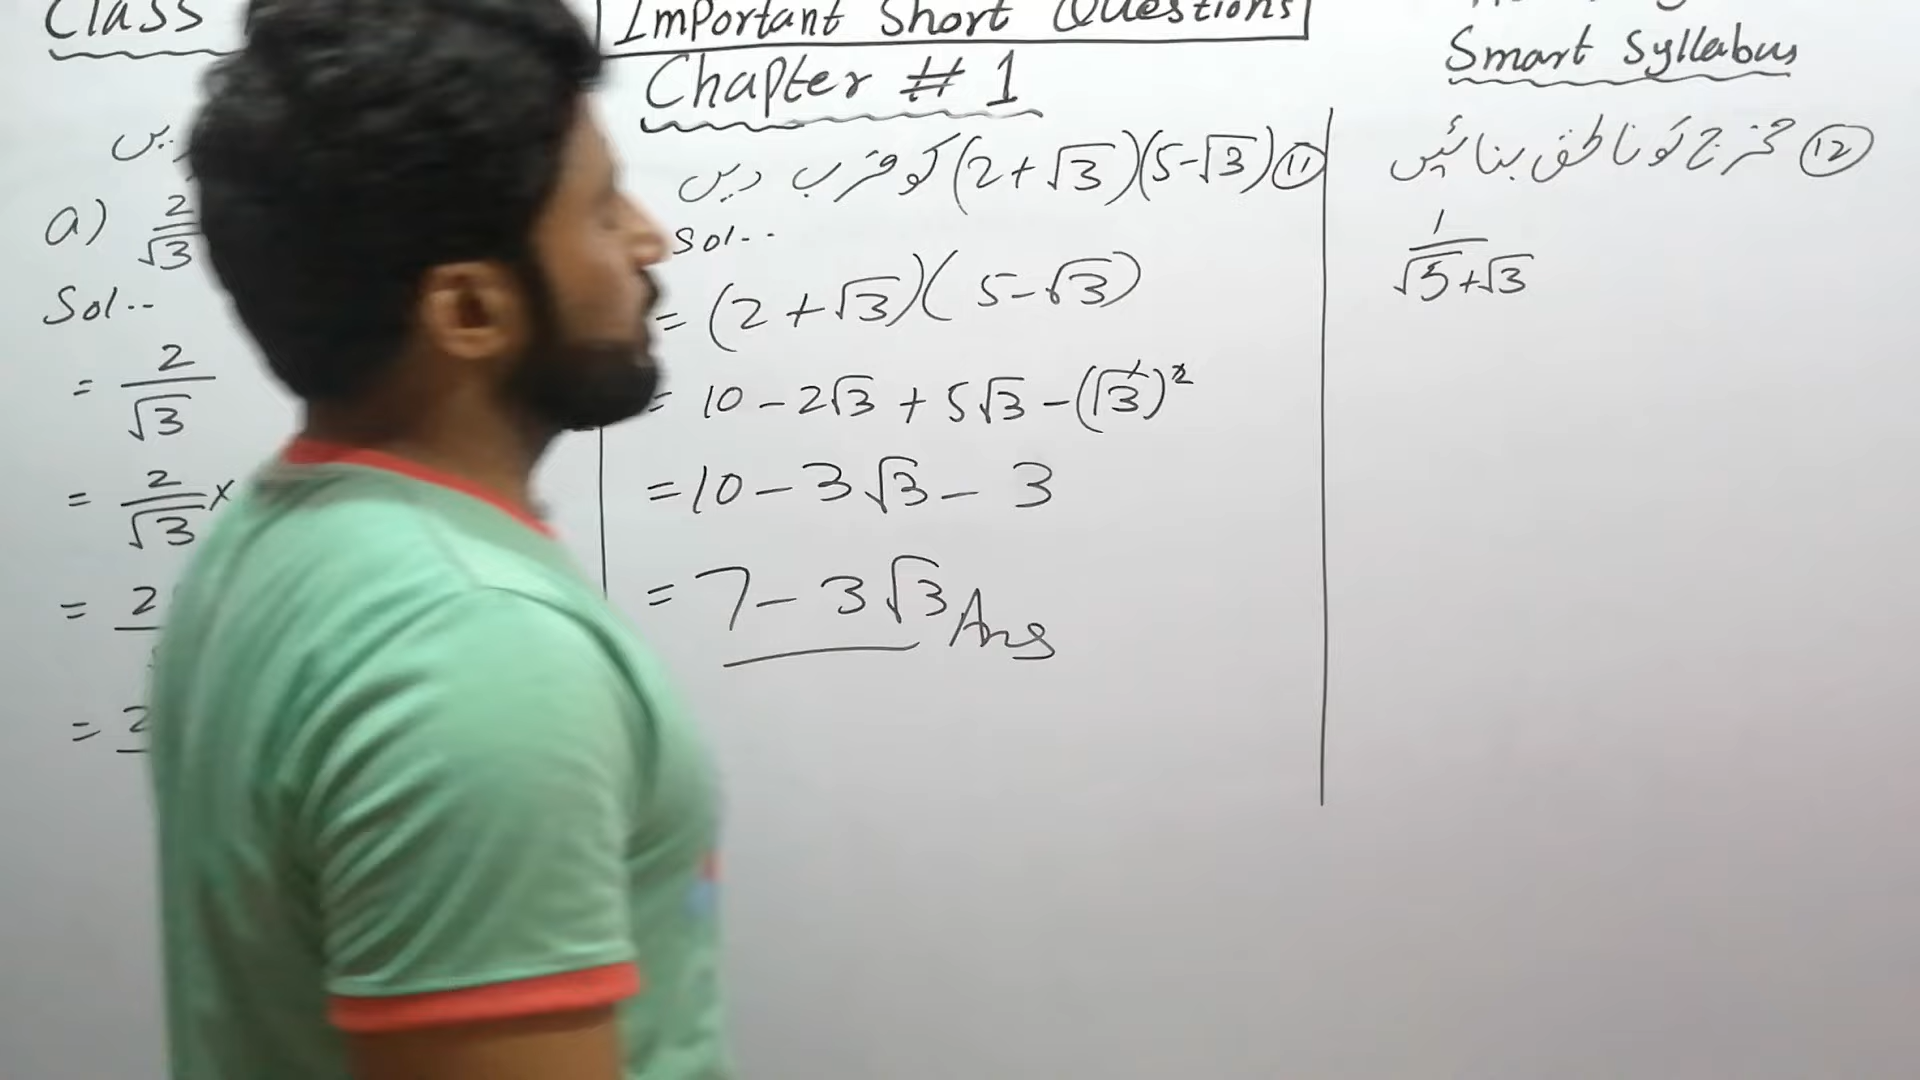 Class
Important Short Questions
Chapter # 1
Smart Syllabus
a) 2/√3
Sol..
= 2/√3
= 2/√3 ×
= 2
= 2
⑪ (2+√3)(5-√3) کو ضرب دیں
Sol..
= (2+√3)(5-√3)
= 10-2√3+5√3-(√3)²
= 10-3√3-3
= 7-3√3 Ans
⑫ مخرج کو ناطق بنائیں
1/√5+√3